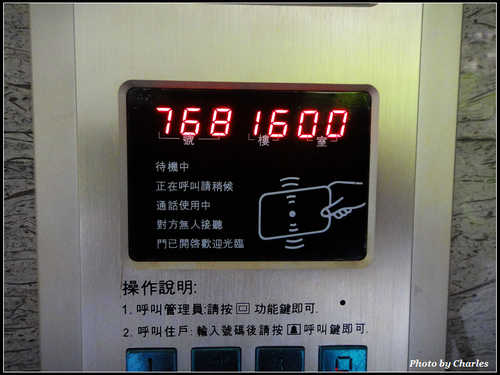 7681600
號 樓 室
待機中
正在呼叫請稍候
通話使用中
對方無人接聽
門已開啓歡迎光臨
操作說明:
1. 呼叫管理員:請按 功能鍵即可.
2. 呼叫住戶: 輸入號碼後請按 呼叫鍵即可.
Photo by Charles